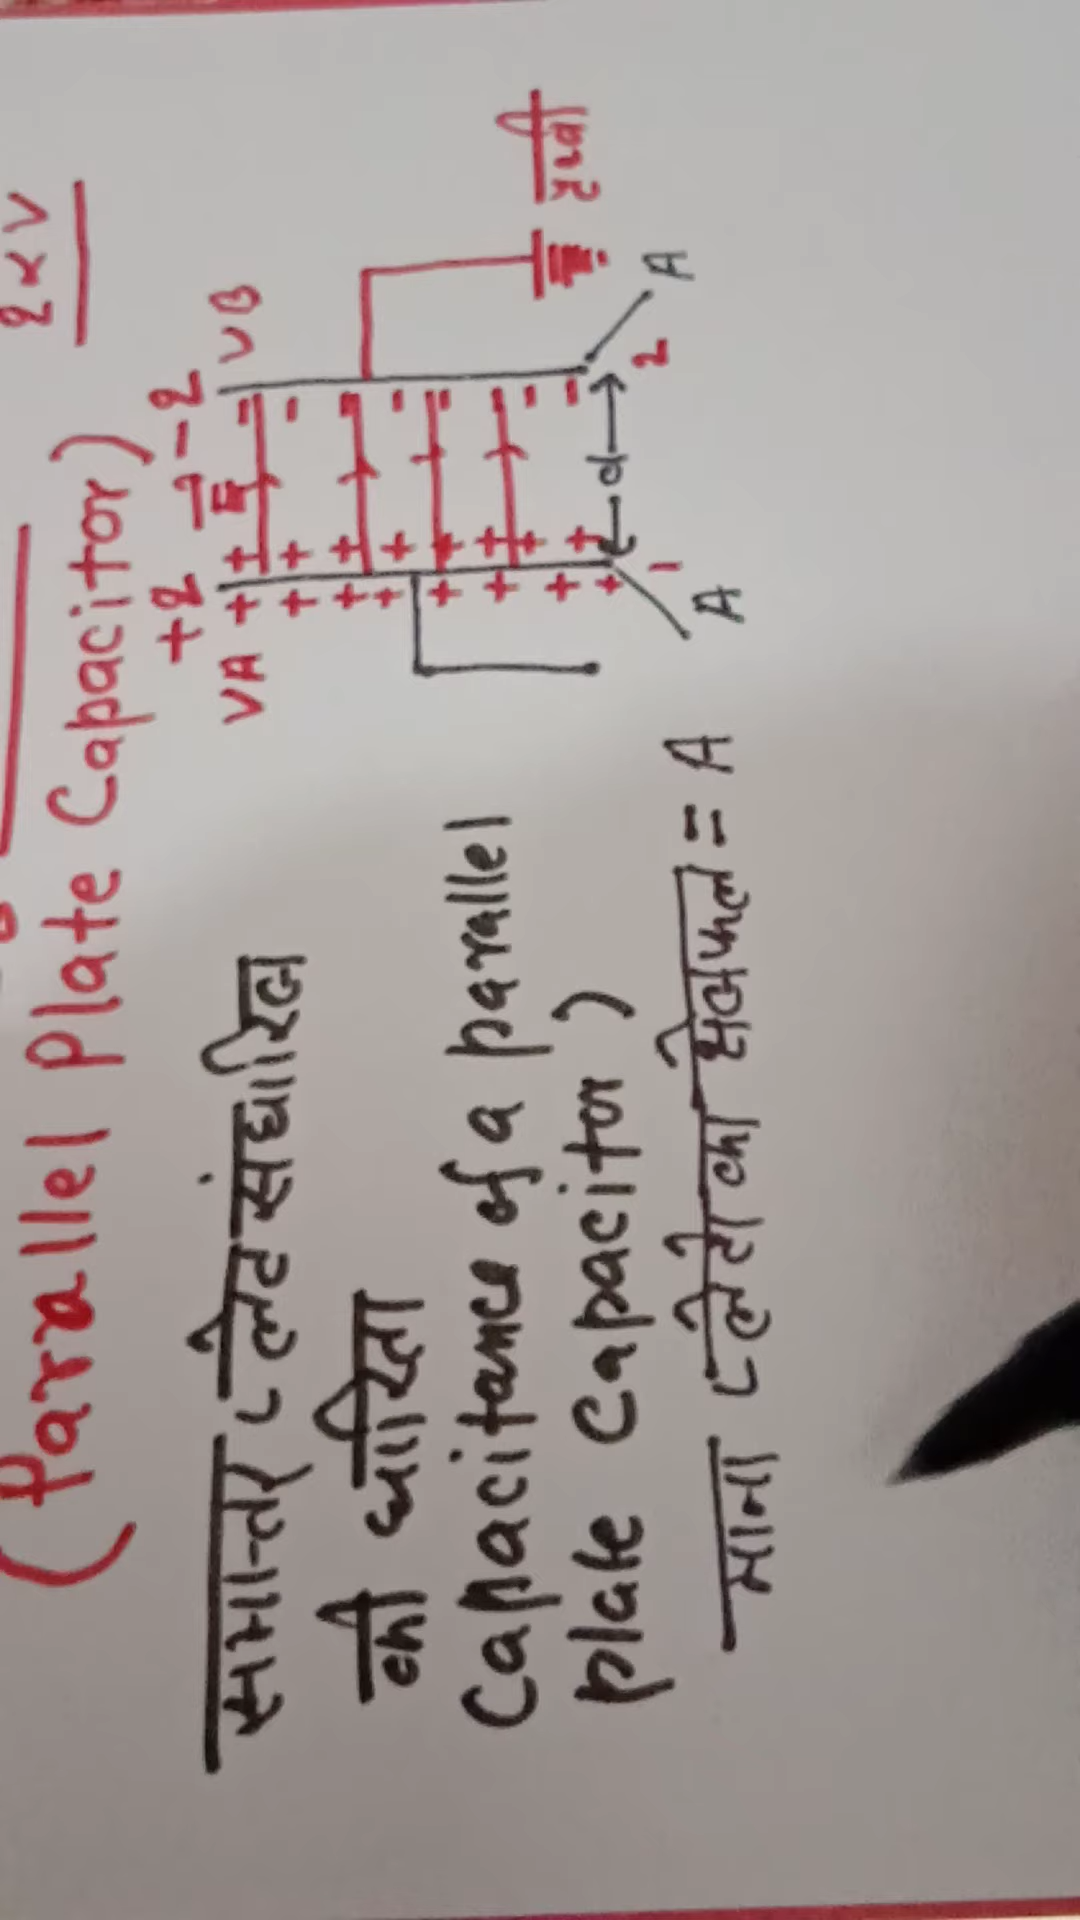 q ∝ V
(Parallel Plate Capacitor)
+q E -q
VA VB
+ + + + + + + +
- - - - - - - -
पृथ्वी
← d →
1 2
A A
समान्तर प्लेट संधारित्र
की धारिता
Capacitance of a parallel
plate Capacitor)
माना प्लेटो का क्षेत्रफल = A